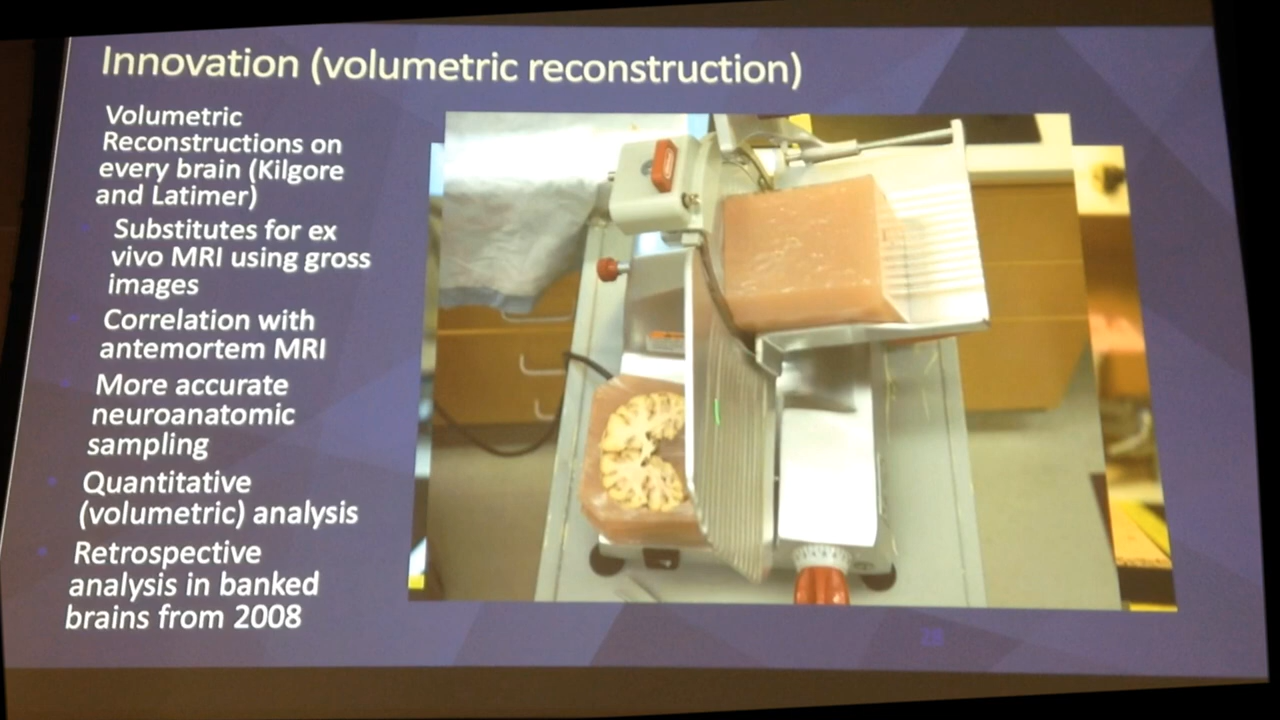 Innovation (volumetric reconstruction)
Volumetric
Reconstructions on
every brain (Kilgore
and Latimer)
Substitutes for ex
vivo MRI using gross
images
Correlation with
antemortem MRI
More accurate
neuroanatomic
sampling
Quantitative
(volumetric) analysis
Retrospective
analysis in banked
brains from 2008